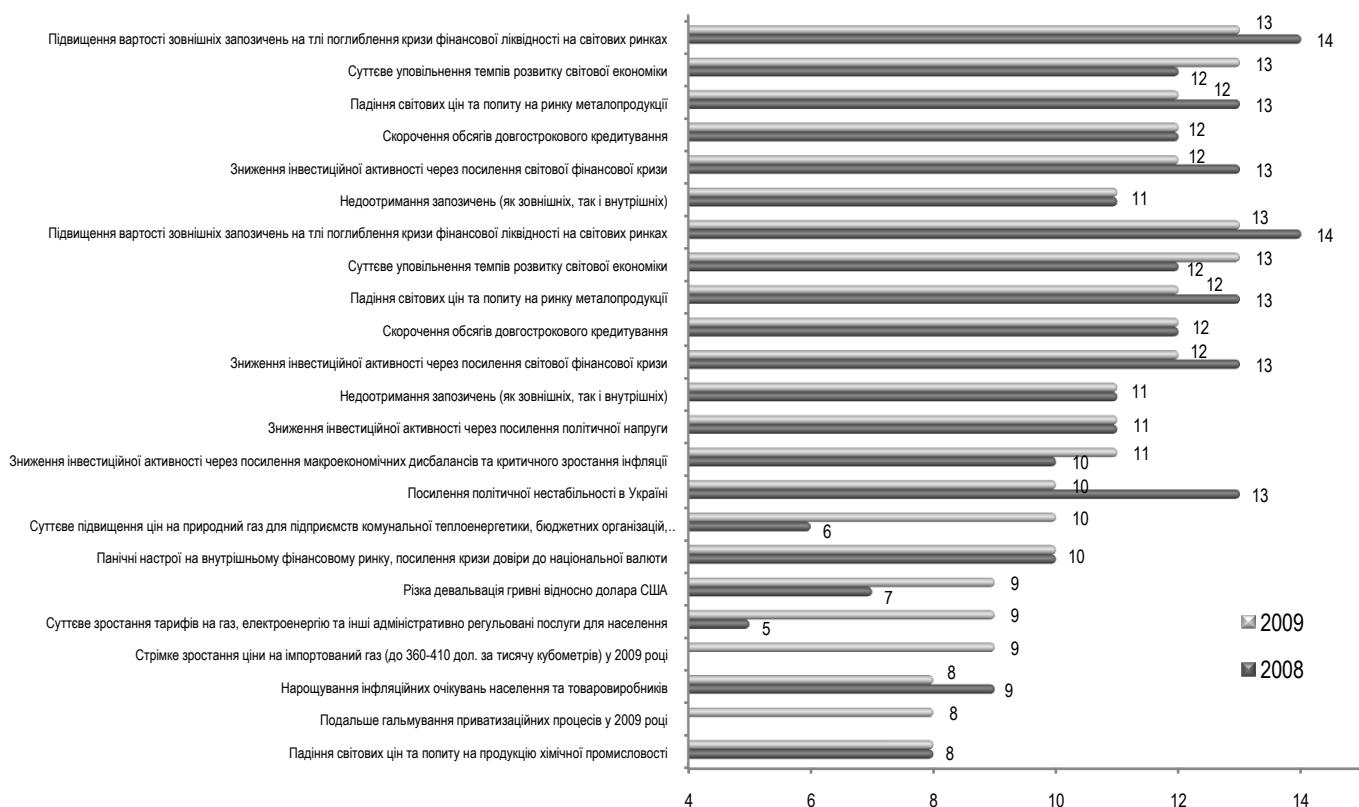 Підвищення вартості зовнішніх запозичень на тлі поглиблення кризи фінансової ліквідності на світових ринках
13
14
Суттєве уповільнення темпів розвитку світової економіки
13
12
Падіння світових цін та попиту на ринку металопродукції
12
13
Скорочення обсягів довгострокового кредитування
12
Зниження інвестиційної активності через посилення світової фінансової кризи
12
13
Недоотримання запозичень (як зовнішніх, так і внутрішніх)
11
Підвищення вартості зовнішніх запозичень на тлі поглиблення кризи фінансової ліквідності на світових ринках
13
14
Суттєве уповільнення темпів розвитку світової економіки
13
12
Падіння світових цін та попиту на ринку металопродукції
12
13
Скорочення обсягів довгострокового кредитування
12
Зниження інвестиційної активності через посилення світової фінансової кризи
12
13
Недоотримання запозичень (як зовнішніх, так і внутрішніх)
11
Зниження інвестиційної активності через посилення політичної напруги
11
Зниження інвестиційної активності через посилення макроекономічних дисбалансів та критичного зростання інфляції
11
10
Посилення політичної нестабільності в Україні
10
13
Суттєве підвищення цін на природний газ для підприємств комунальної теплоенергетики, бюджетних організацій,..
10
6
Панічні настрої на внутрішньому фінансовому ринку, посилення кризи довіри до національної валюти
10
Різка девальвація гривні відносно долара США
9
7
Суттєве зростання тарифів на газ, електроенергію та інші адміністративно регульовані послуги для населення
9
5
Стрімке зростання ціни на імпортований газ (до 360-410 дол. за тисячу кубометрів) у 2009 році
9
Нарощування інфляційних очікувань населення та товаровиробників
8
9
Подальше гальмування приватизаційних процесів у 2009 році
8
Падіння світових цін та попиту на продукцію хімічної промисловості
8
2009
2008
4 6 8 10 12 14